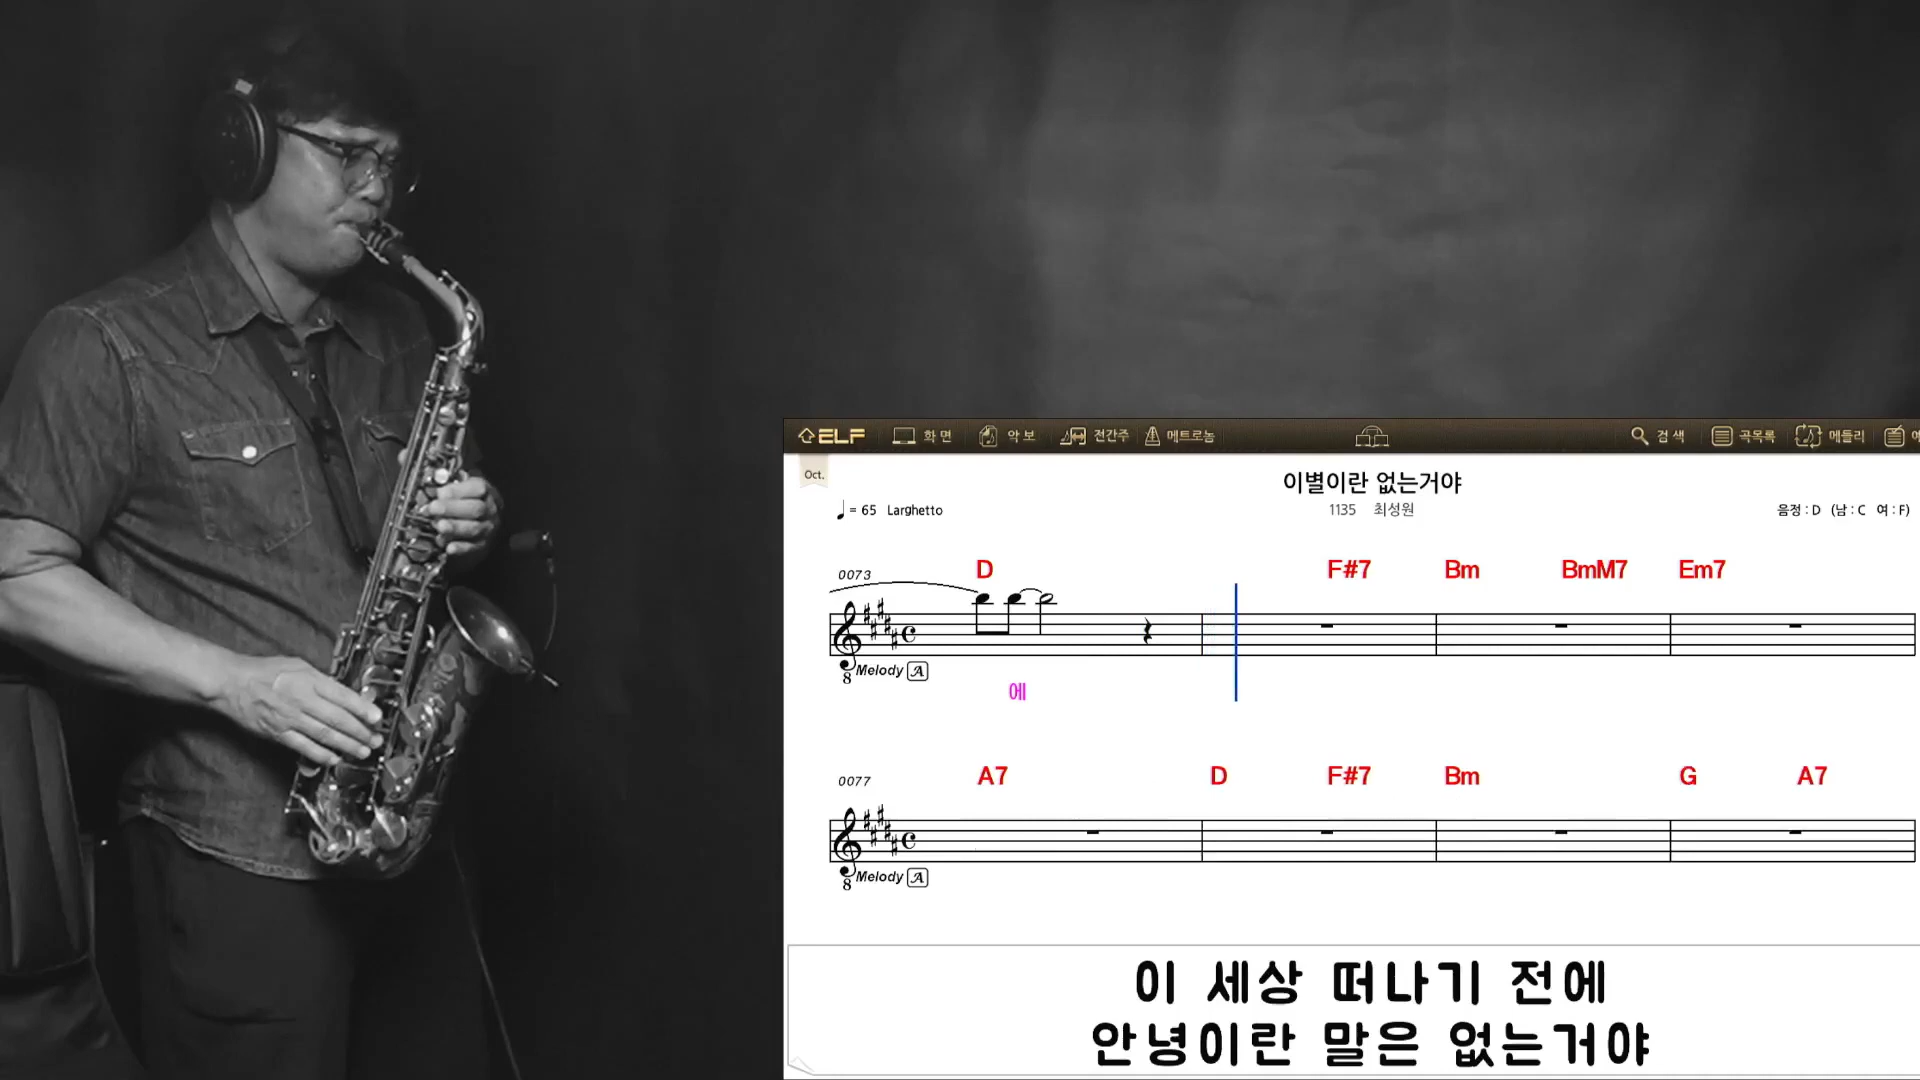 ELF 화 면 악 보 전간주 메트로놈 검 색 곡목록 메들리
Oct.
이별이란 없는거야
♩= 65 Larghetto
1135 최성원
음정 : D (남 : C 여 : F)
0073 D F#7 Bm BmM7 Em7
8 Melody A
에
0077 A7 D F#7 Bm G A7
8 Melody A
이 세상 떠나기 전에
안녕이란 말은 없는거야